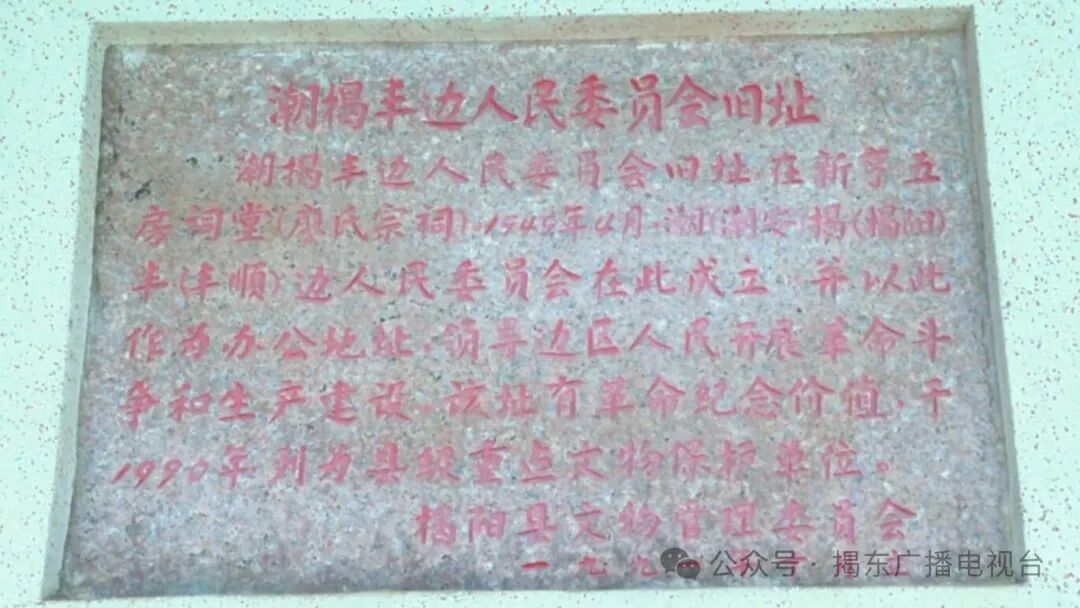 潮揭丰边人民委员会旧址
潮揭丰边人民委员会旧址,在新亨五
房祠堂(廖氏宗祠)。1949年4月,潮(潮安)揭(揭阳)
丰(丰顺)边人民委员会在此成立,并以此
作为办公地址,领导边区人民开展革命斗
争和生产建设,该址有革命纪念价值,于
1990年列为县级重点文物保护单位。
揭阳县文物管理委员会
一九九
公众号·揭东广播电视台